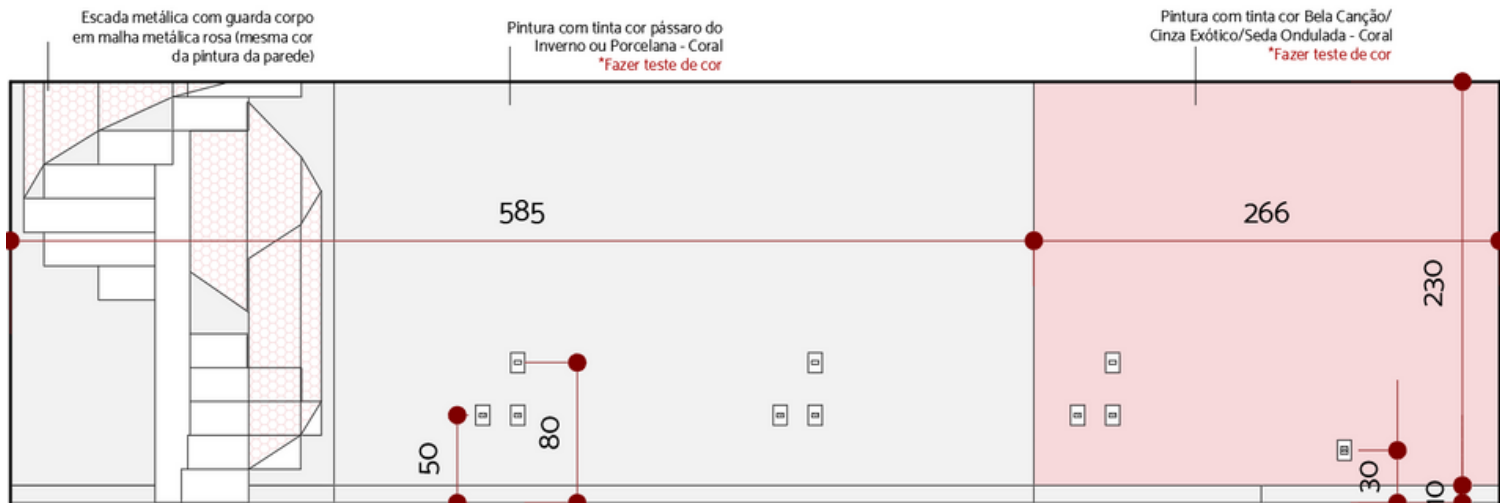 Escada metálica com guarda corpo
em malha metálica rosa (mesma cor
da pintura da parede)
Pintura com tinta cor pássaro do
Inverno ou Porcelana - Coral
*Fazer teste de cor
Pintura com tinta cor Bela Canção/
Cinza Exótico/Seda Ondulada - Coral
*Fazer teste de cor
585
266
230
50
80
30
10